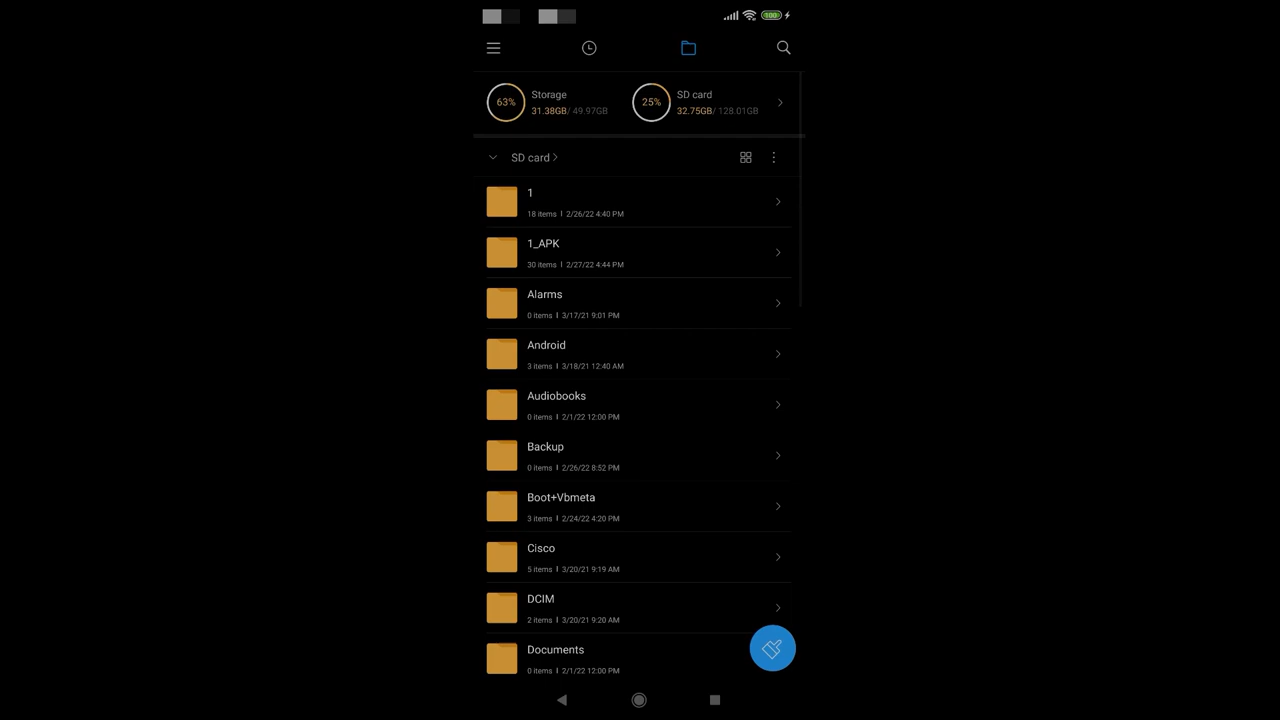 100
63%
Storage
31.38GB/ 49.97GB
25%
SD card
32.75GB/ 128.01GB
SD card
1
18 items | 2/26/22 4:40 PM
1_APK
30 items | 2/27/22 4:44 PM
Alarms
0 items | 3/17/21 9:01 PM
Android
3 items | 3/18/21 12:40 AM
Audiobooks
0 items | 2/1/22 12:00 PM
Backup
0 items | 2/26/22 8:52 PM
Boot+Vbmeta
3 items | 2/24/22 4:20 PM
Cisco
5 items | 3/20/21 9:19 AM
DCIM
2 items | 3/20/21 9:20 AM
Documents
0 items | 2/1/22 12:00 PM